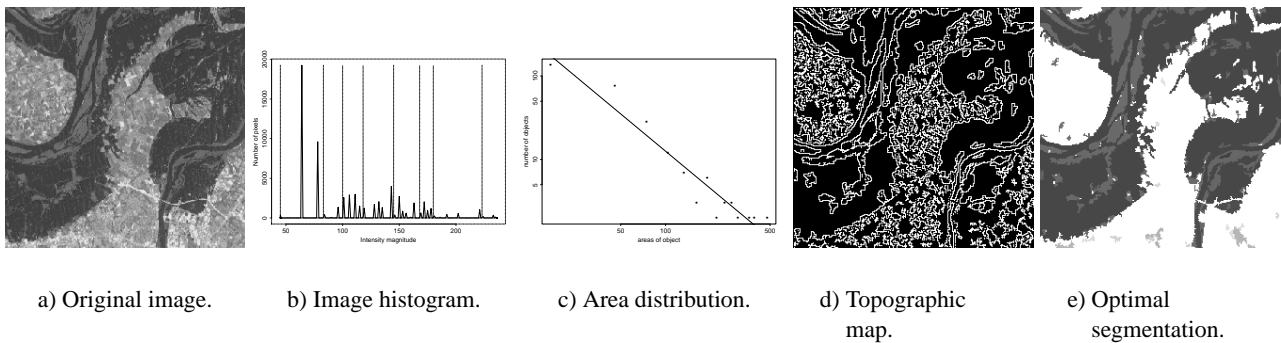 Number of pixels
20000
15000
10000
5000
0
50
100
150
200
Intensity magnitude
number of objects
100
50
10
5
50
100
500
areas of object
a) Original image.
b) Image histogram.
c) Area distribution.
d) Topographic
map.
e) Optimal
segmentation.